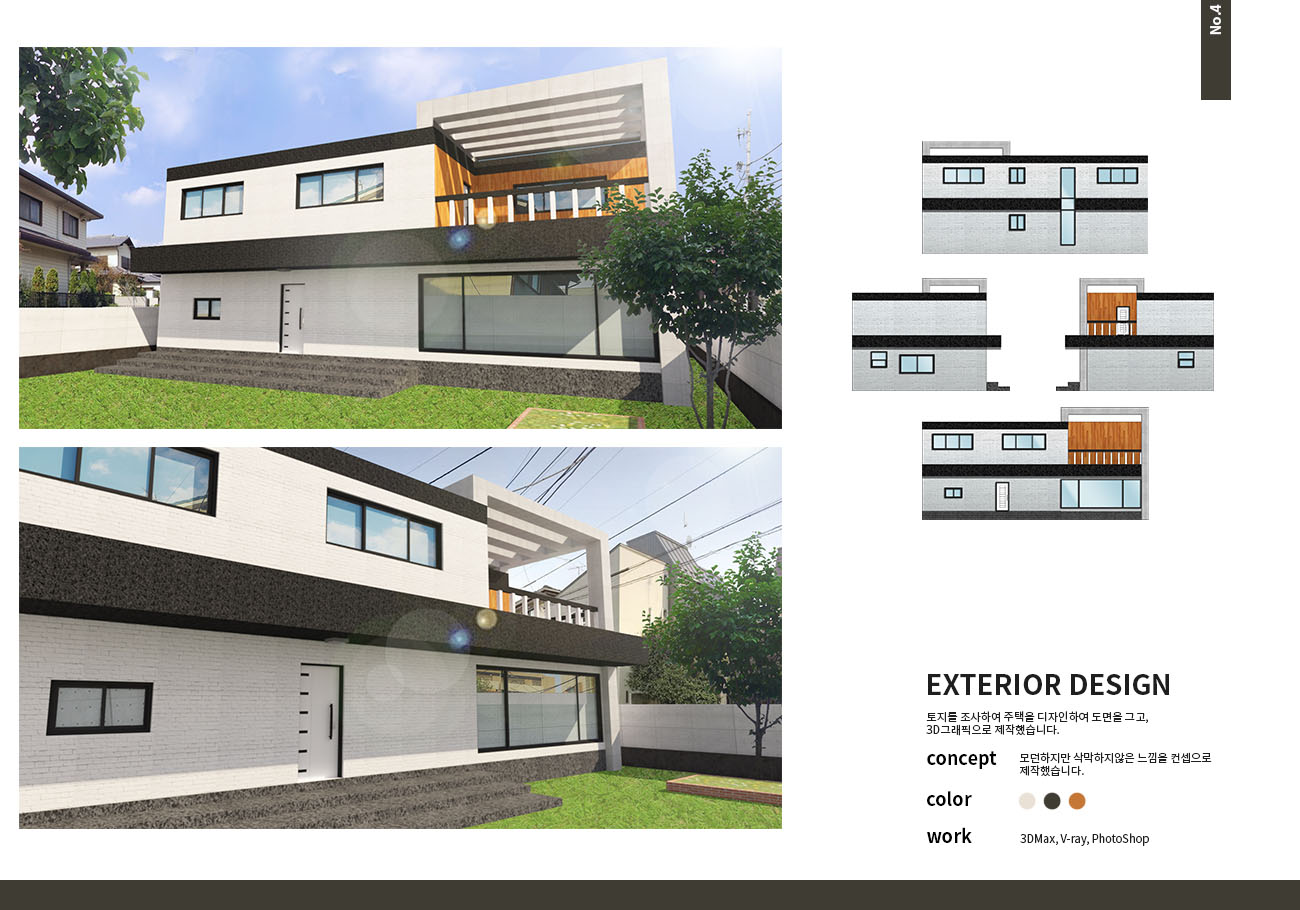 No.4
EXTERIOR DESIGN
토지를 조사하여 주택을 디자인하여 도면을 그고,
3D그래픽으로 제작했습니다.
concept 모던하지만 삭막하지않은 느낌을 컨셉으로
제작했습니다.
color
work 3DMax, V-ray, PhotoShop